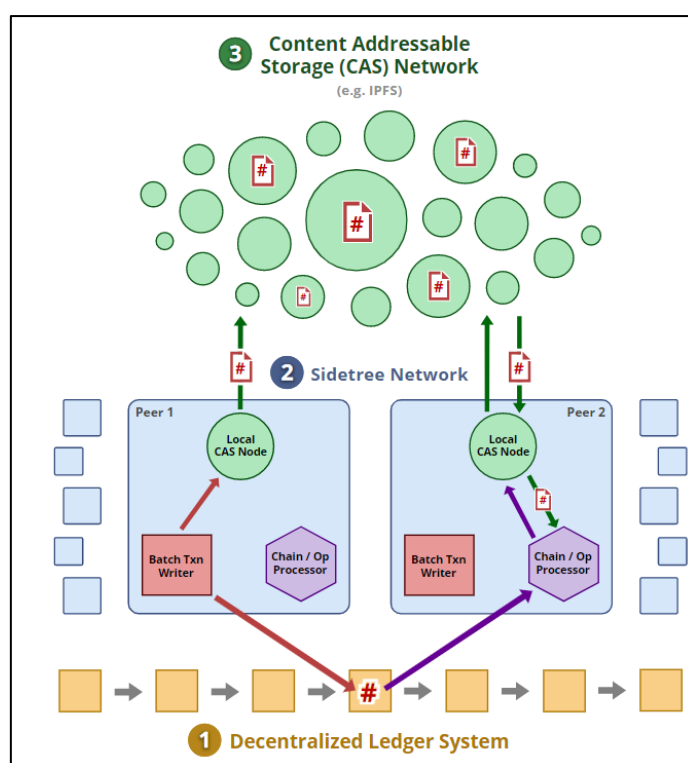 3 Content Addressable
Storage (CAS) Network
(e.g. IPFS)
#
#
#
#
#
#
#
2 Sidetree Network
Peer 1
Peer 2
Local
CAS Node
Local
CAS Node
#
Batch Txn
Writer
Chain / Op
Processor
Batch Txn
Writer
Chain / Op
Processor
#
1 Decentralized Ledger System